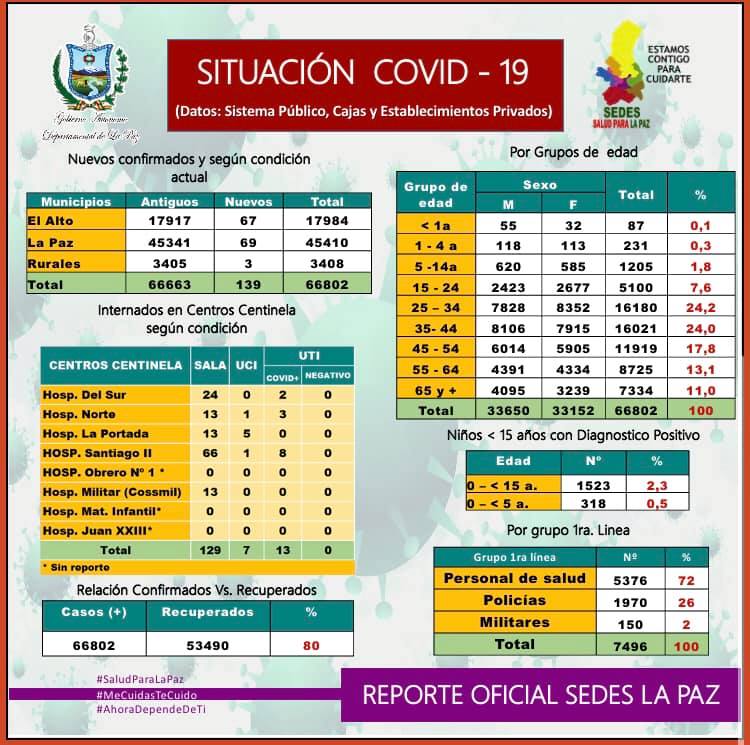 Gobierno Autónomo
Departamental de La Paz
SITUACIÓN COVID - 19
(Datos: Sistema Público, Cajas y Establecimientos Privados)
ESTAMOS
CONTIGO
PARA
CUIDARTE
SEDES
SALUD PARA LA PAZ
Nuevos confirmados y según condición
actual
Municipios Antiguos Nuevos Total
El Alto 17917 67 17984
La Paz 45341 69 45410
Rurales 3405 3 3408
Total 66663 139 66802
Internados en Centros Centinela
según condición
CENTROS CENTINELA SALA UCI UTI
COVID+ NEGATIVO
Hosp. Del Sur 24 0 2 0
Hosp. Norte 13 1 3 0
Hosp. La Portada 13 5 0 0
HOSP. Santiago II 66 1 8 0
HOSP. Obrero Nº 1 * 0 0 0 0
Hosp. Militar (Cossmil) 13 0 0 0
Hosp. Mat. Infantil* 0 0 0 0
Hosp. Juan XXIII* 0 0 0 0
Total 129 7 13 0
* Sin reporte
Relación Confirmados Vs. Recuperados
Casos (+) Recuperados %
66802 53490 80
Por Grupos de edad
Grupo de edad Sexo Total %
M F
< 1a 55 32 87 0,1
1 - 4 a 118 113 231 0,3
5 -14a 620 585 1205 1,8
15 - 24 2423 2677 5100 7,6
25 – 34 7828 8352 16180 24,2
35- 44 8106 7915 16021 24,0
45 - 54 6014 5905 11919 17,8
55 - 64 4391 4334 8725 13,1
65 y + 4095 3239 7334 11,0
Total 33650 33152 66802 100
Niños < 15 años con Diagnostico Positivo
Edad Nº %
0 – < 15 a. 1523 2,3
0 – < 5 a. 318 0,5
Por grupo 1ra. Linea
Grupo 1ra línea Nº %
Personal de salud 5376 72
Policías 1970 26
Militares 150 2
Total 7496 100
#SaludParaLaPaz
#MeCuidasTeCuido
#AhoraDependeDeTi
REPORTE OFICIAL SEDES LA PAZ